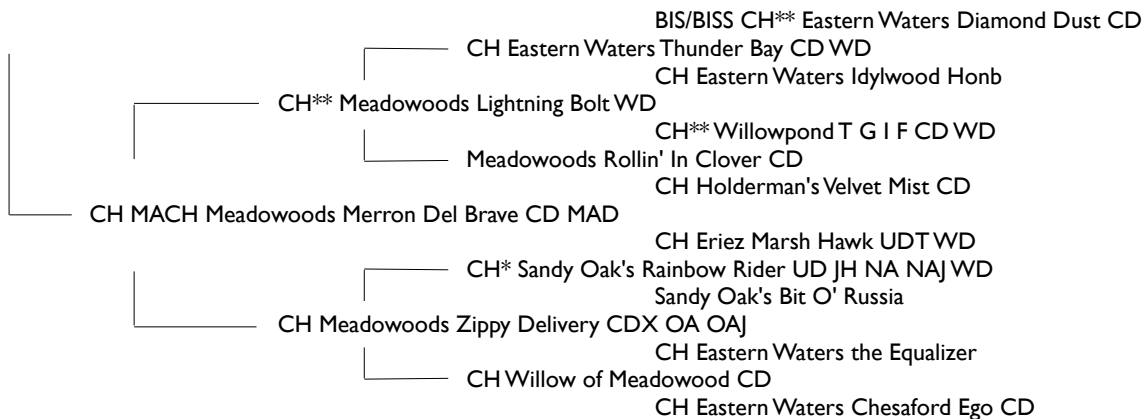 BIS/BISS CH** Eastern Waters Diamond Dust CD
CH Eastern Waters Thunder Bay CD WD
CH Eastern Waters Idylwood Honb
CH** Meadowoods Lightning Bolt WD
CH** Willowpond T G I F CD WD
Meadowoods Rollin' In Clover CD
CH Holderman's Velvet Mist CD
CH MACH Meadowoods Merron Del Brave CD MAD
CH Eriez Marsh Hawk UDT WD
CH* Sandy Oak's Rainbow Rider UD JH NA NAJ WD
Sandy Oak's Bit O' Russia
CH Meadowoods Zippy Delivery CDX OA OAJ
CH Eastern Waters the Equalizer
CH Willow of Meadowood CD
CH Eastern Waters Chesaford Ego CD